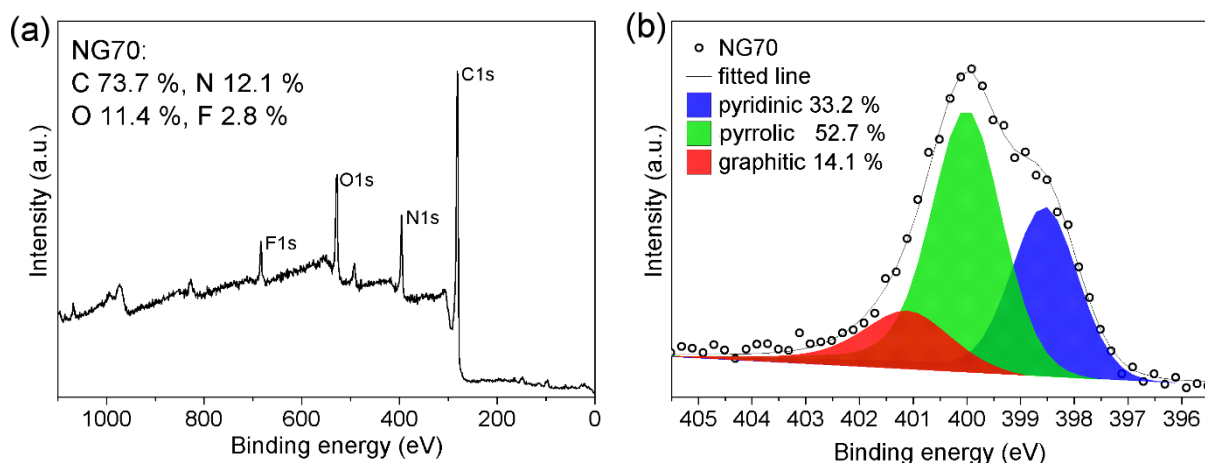 (a)
NG70:
C 73.7 %, N 12.1 %
O 11.4 %, F 2.8 %
C1s
O1s
N1s
F1s
Intensity (a.u.)
1000 800 600 400 200 0
Binding energy (eV)
(b)
NG70
fitted line
pyridinic 33.2 %
pyrrolic 52.7 %
graphitic 14.1 %
Intensity (a.u.)
405 404 403 402 401 400 399 398 397 396
Binding energy (eV)